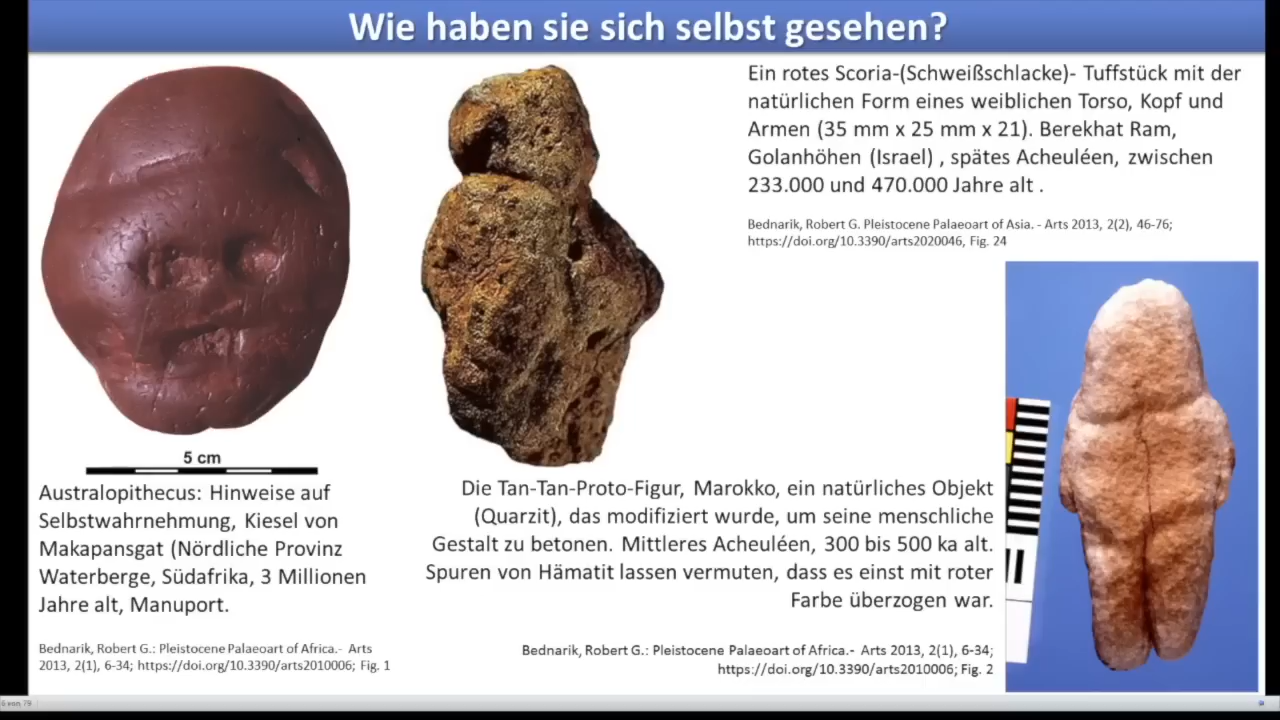 Wie haben sie sich selbst gesehen?
Ein rotes Scoria-(Schweißschlacke)- Tuffstück mit der
natürlichen Form eines weiblichen Torso, Kopf und
Armen (35 mm x 25 mm x 21). Berekhat Ram,
Golanhöhen (Israel) , spätes Acheuléen, zwischen
233.000 und 470.000 Jahre alt .
Bednarik, Robert G. Pleistocene Palaeoart of Asia. - Arts 2013, 2(2), 46-76;
https://doi.org/10.3390/arts2020046, Fig. 24
5 cm
Australopithecus: Hinweise auf
Selbstwahrnehmung, Kiesel von
Makapansgat (Nördliche Provinz
Waterberge, Südafrika, 3 Millionen
Jahre alt, Manuport.
Bednarik, Robert G.: Pleistocene Palaeoart of Africa.- Arts
2013, 2(1), 6-34; https://doi.org/10.3390/arts2010006; Fig. 1
Die Tan-Tan-Proto-Figur, Marokko, ein natürliches Objekt
(Quarzit), das modifiziert wurde, um seine menschliche
Gestalt zu betonen. Mittleres Acheuléen, 300 bis 500 ka alt.
Spuren von Hämatit lassen vermuten, dass es einst mit roter
Farbe überzogen war.
Bednarik, Robert G.: Pleistocene Palaeoart of Africa.- Arts 2013, 2(1), 6-34;
https://doi.org/10.3390/arts2010006; Fig. 2
6 von 79